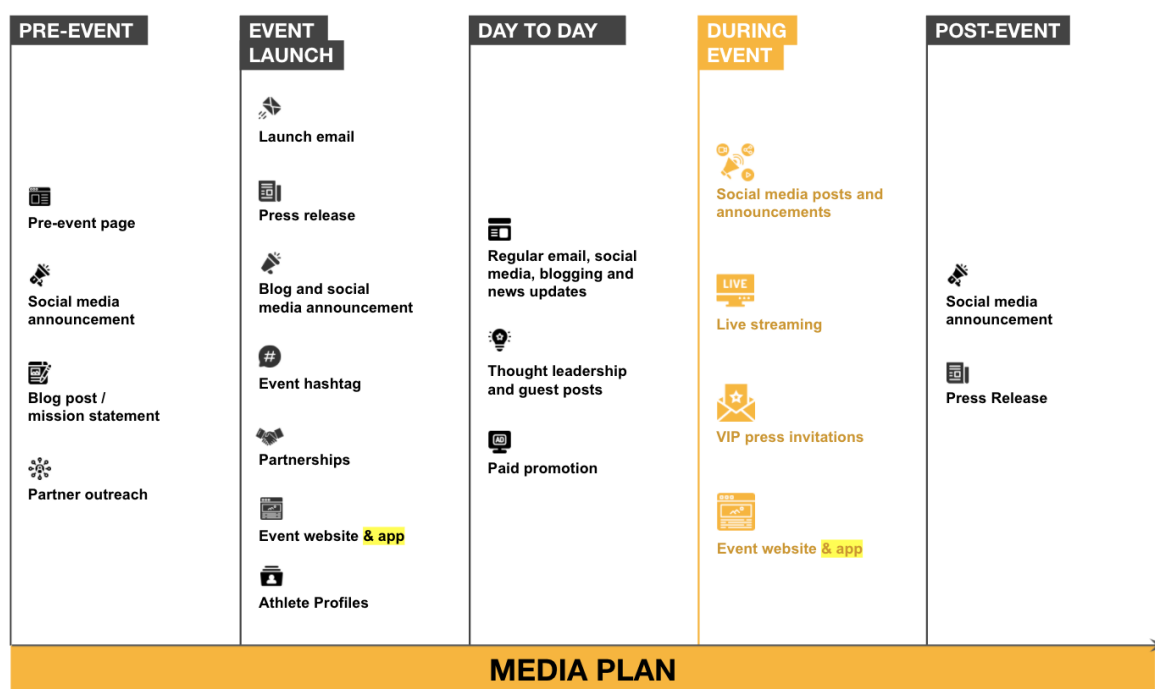 PRE-EVENT
EVENT
LAUNCH
DAY TO DAY
DURING
EVENT
POST-EVENT
Pre-event page
Social media
announcement
Blog post /
mission statement
Partner outreach
Launch email
Press release
Blog and social
media announcement
#
Event hashtag
Partnerships
Event website & app
Athlete Profiles
Regular email, social
media, blogging and
news updates
Thought leadership
and guest posts
AD
Paid promotion
Social media posts and
announcements
LIVE
Live streaming
VIP press invitations
Event website & app
Social media
announcement
Press Release
MEDIA PLAN